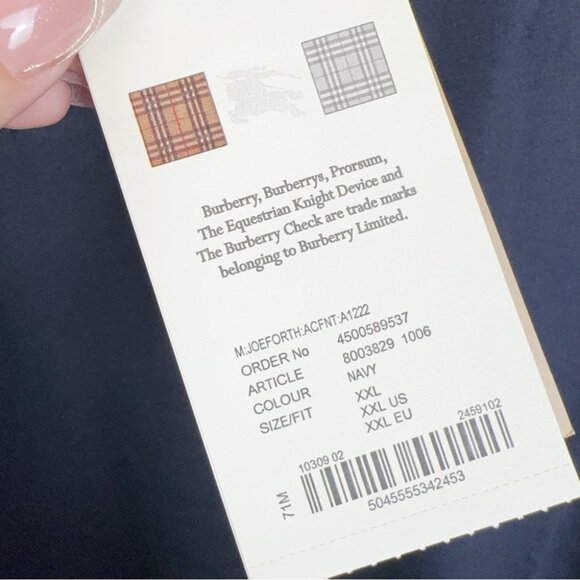 Burberry, Burberrys, Prorsum,
The Equestrian Knight Device and
The Burberry Check are trade marks
belonging to Burberry Limited.
M:JOEFORTH:ACFNT:A1222
ORDER No 4500589537
ARTICLE 8003829 1006
COLOUR NAVY
SIZE/FIT XXL
XXL US
XXL EU
10309 02 2459102
71M
5045555342453